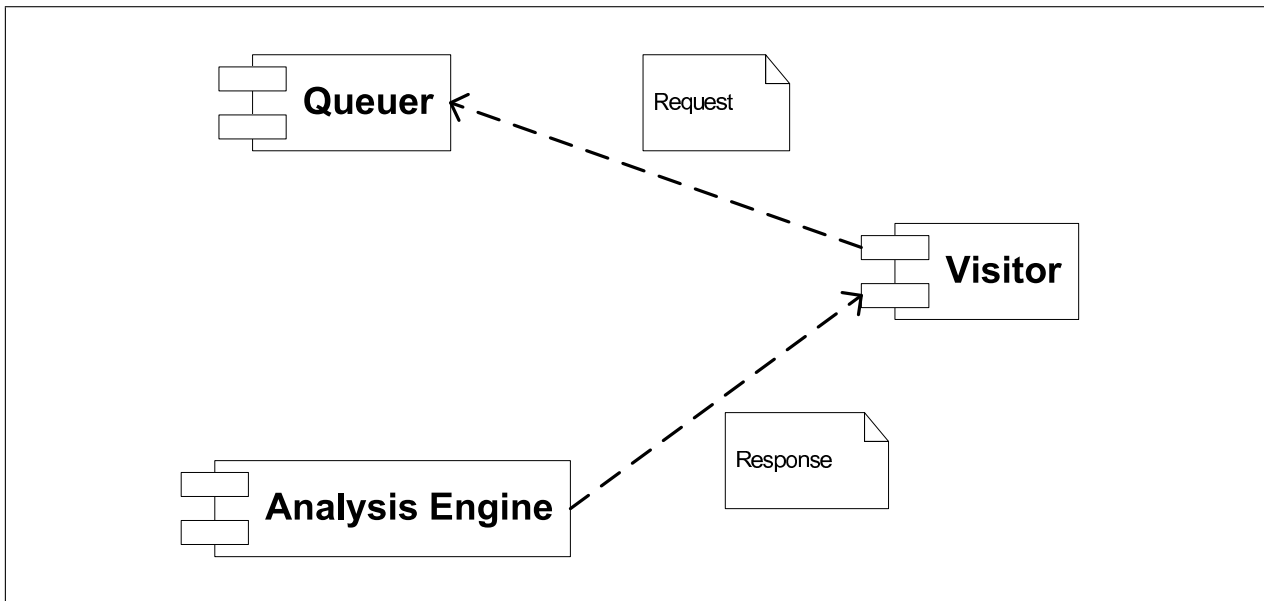 Queuer
Request
Visitor
Response
Analysis Engine